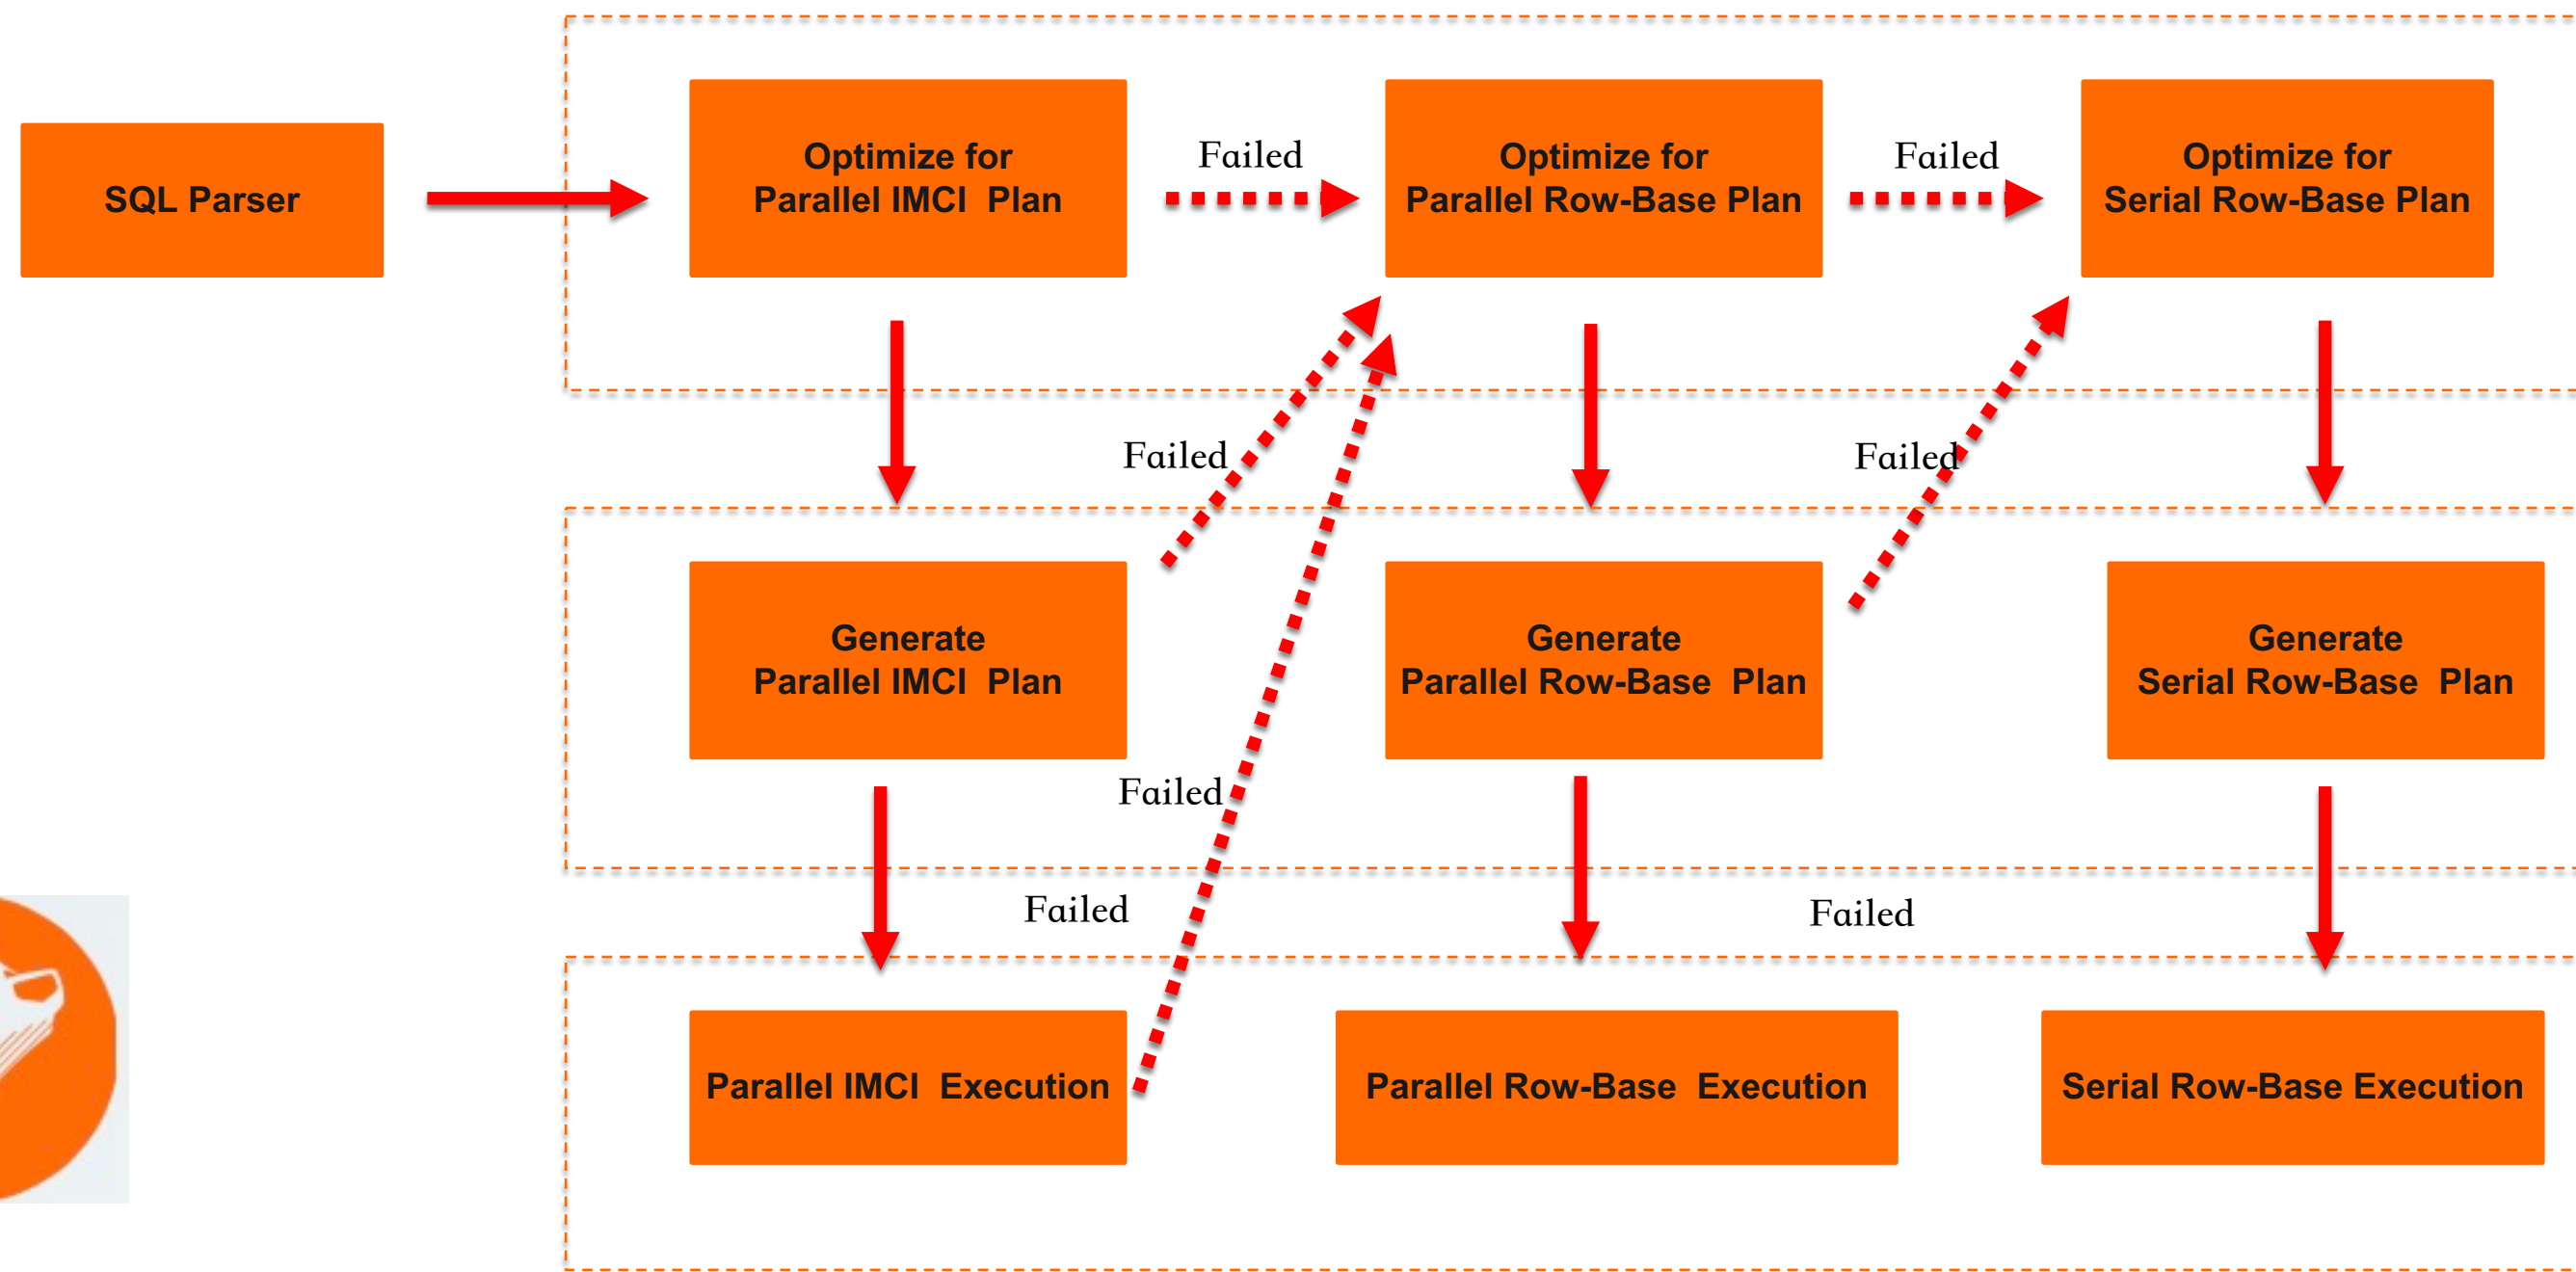 SQL Parser
Optimize for
Parallel IMCI Plan
Failed
Optimize for
Parallel Row-Base Plan
Failed
Optimize for
Serial Row-Base Plan
Failed
Failed
Generate
Parallel IMCI Plan
Generate
Parallel Row-Base Plan
Generate
Serial Row-Base Plan
Failed
Failed
Failed
Parallel IMCI Execution
Parallel Row-Base Execution
Serial Row-Base Execution